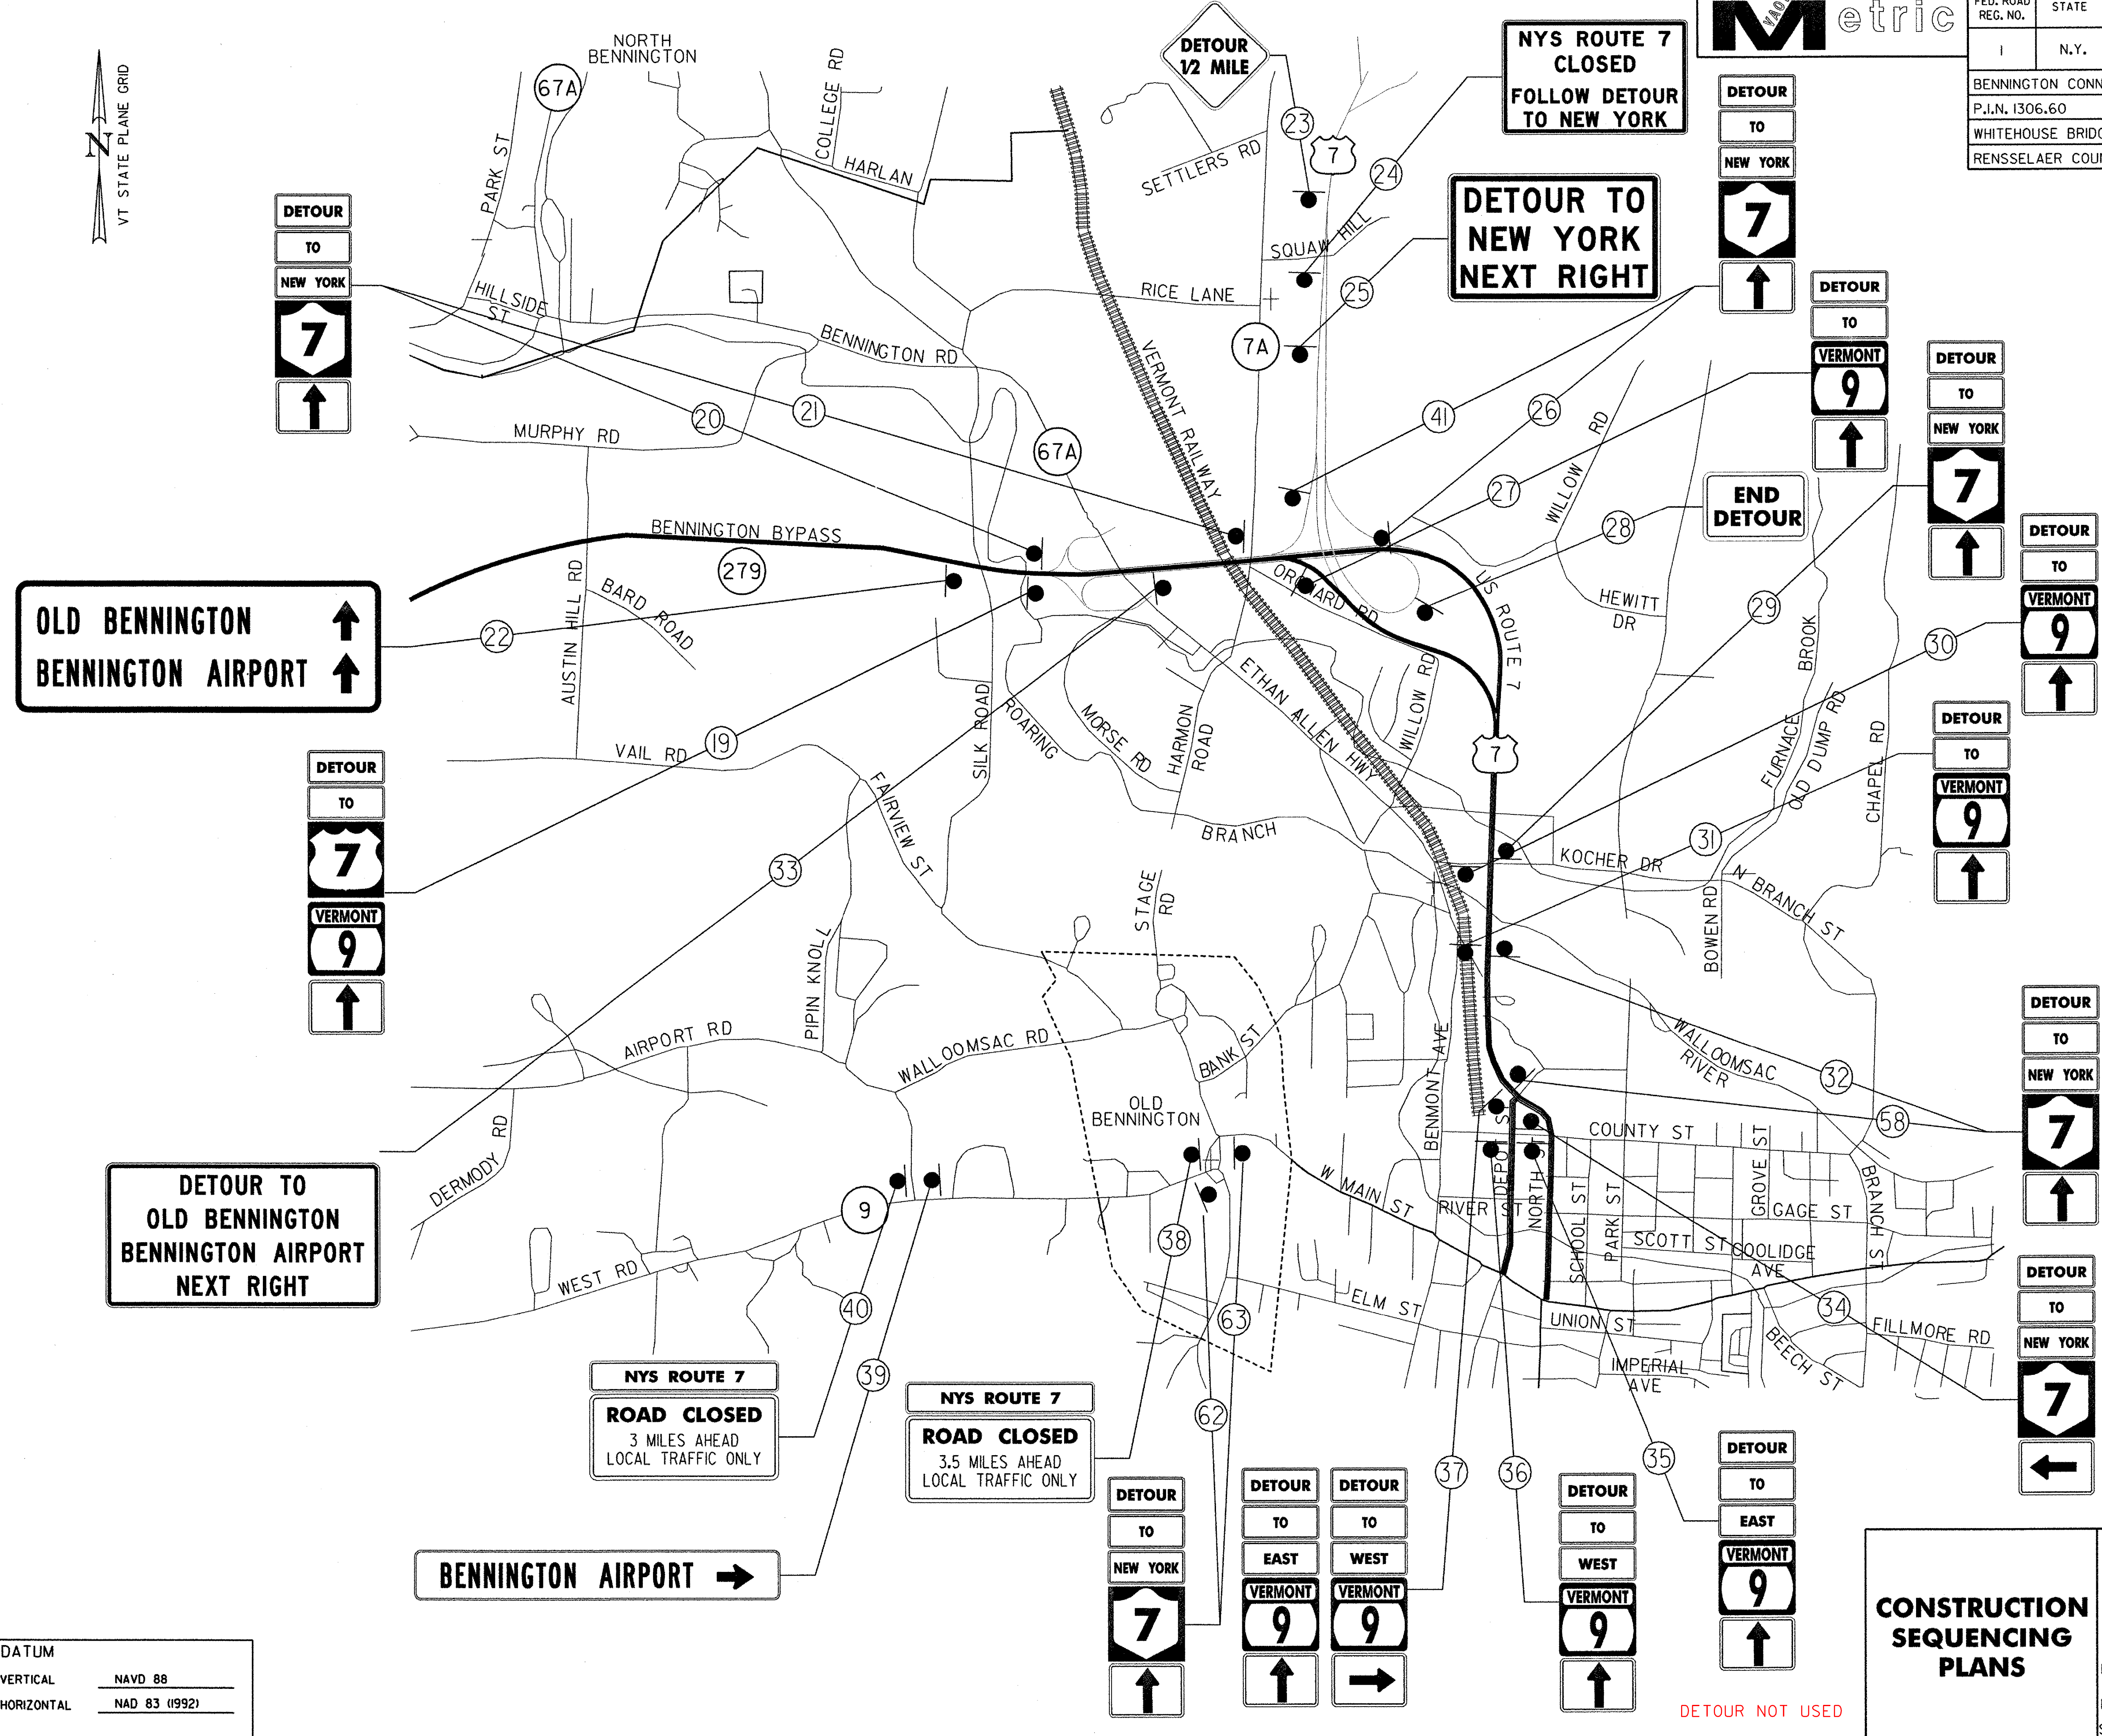 VAOT
Metric
FED. ROAD
REG. NO.
STATE
1
N.Y.
BENNINGTON CONN
P.I.N. 1306.60
WHITEHOUSE BRIDG
RENSSELAER COUN
N
VT STATE PLANE GRID
NORTH
BENNINGTON
67A
PARK ST
COLLEGE RD
HARLAN
DETOUR
1/2 MILE
23
7
SETTLERS RD
24
NYS ROUTE 7
CLOSED
FOLLOW DETOUR
TO NEW YORK
DETOUR
TO
NEW YORK
7
DETOUR TO
NEW YORK
NEXT RIGHT
SQUAW HILL
25
RICE LANE
7A
DETOUR
TO
NEW YORK
7
HILLSIDE
ST
BENNINGTON RD
VERMONT RAILWAY
DETOUR
TO
VERMONT
9
DETOUR
TO
NEW YORK
7
20
21
41
26
MURPHY RD
67A
27
WILLOW RD
END
DETOUR
28
BENNINGTON BYPASS
279
DETOUR
TO
VERMONT
9
AUSTIN HILL RD
BARD ROAD
ORCHARD RD
US ROUTE 7
HEWITT
DR
29
30
OLD BENNINGTON
BENNINGTON AIRPORT
22
ETHAN ALLEN HWY
WILLOW RD
BROOK
FURNACE
OLD DUMP RD
CHAPEL RD
SILK ROAD
ROARING
MORSE RD
HARMON
ROAD
7
DETOUR
TO
VERMONT
9
VAIL RD
19
DETOUR
TO
7
VERMONT
9
FAIRVIEW ST
BRANCH
33
31
KOCHER DR
N BRANCH ST
BOWEN RD
STAGE
RD
PIPIN KNOLL
AIRPORT RD
WALLOOMSAC RD
BANK ST
BENMONT AVE
WALLOOMSAC
RIVER
32
58
DETOUR
TO
NEW YORK
7
OLD
BENNINGTON
DERMODY RD
COUNTY ST
DEPOT ST
NORTH ST
SCHOOL ST
PARK ST
GROVE ST
BRANCH ST
GAGE ST
SCOTT ST
COOLIDGE
AVE
W MAIN ST
RIVER ST
DETOUR TO
OLD BENNINGTON
BENNINGTON AIRPORT
NEXT RIGHT
9
WEST RD
38
40
63
34
ELM ST
UNION ST
FILLMORE RD
BEECH ST
IMPERIAL
AVE
DETOUR
TO
NEW YORK
7
NYS ROUTE 7
ROAD CLOSED
3 MILES AHEAD
LOCAL TRAFFIC ONLY
39
NYS ROUTE 7
ROAD CLOSED
3.5 MILES AHEAD
LOCAL TRAFFIC ONLY
62
37
36
35
BENNINGTON AIRPORT
DETOUR
TO
NEW YORK
7
DETOUR
TO
EAST
VERMONT
9
DETOUR
TO
WEST
VERMONT
9
DETOUR
TO
WEST
VERMONT
9
DETOUR
TO
EAST
VERMONT
9
DETOUR NOT USED
CONSTRUCTION
SEQUENCING
PLANS
DATUM
VERTICAL NAVD 88
HORIZONTAL NAD 83 (1992)